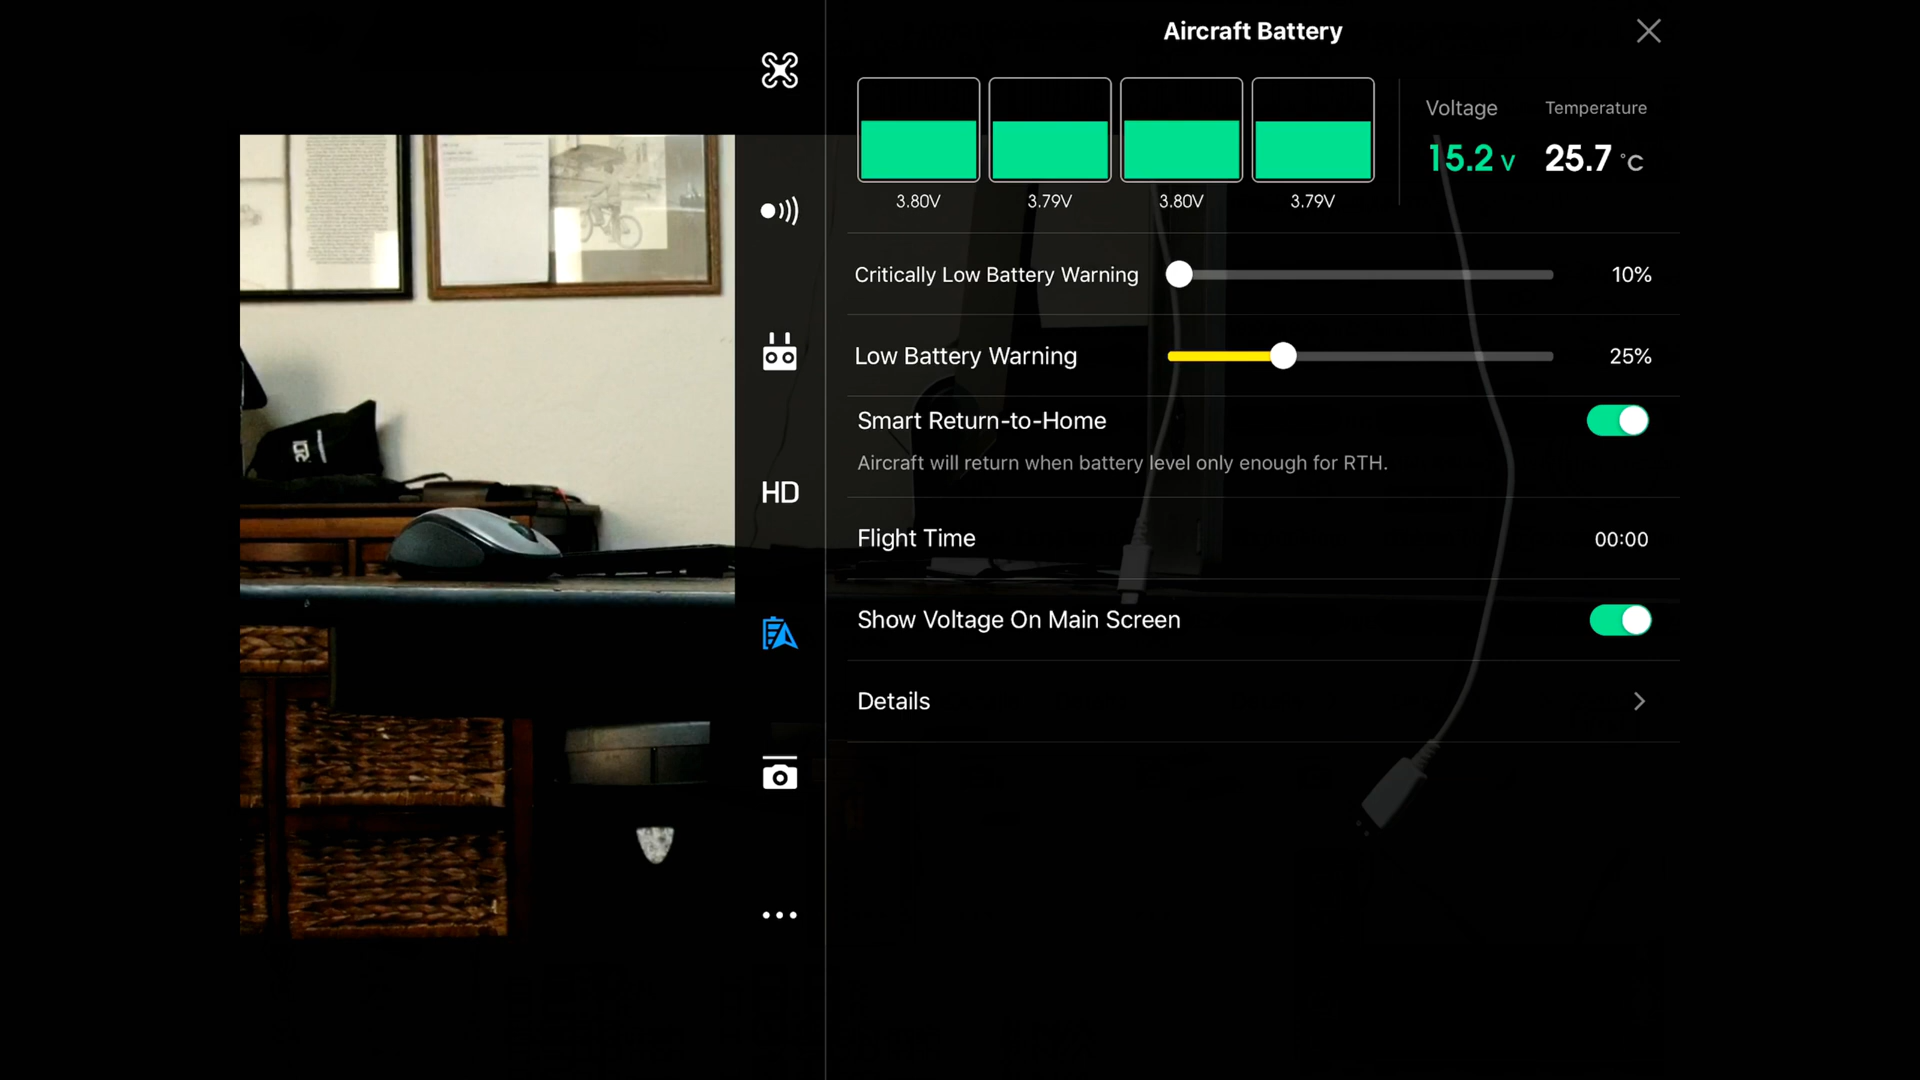 Aircraft Battery
Voltage Temperature
15.2 V 25.7 °C
3.80V 3.79V 3.80V 3.79V
Critically Low Battery Warning 10%
Low Battery Warning 25%
Smart Return-to-Home
Aircraft will return when battery level only enough for RTH.
HD
Flight Time 00:00
Show Voltage On Main Screen
Details